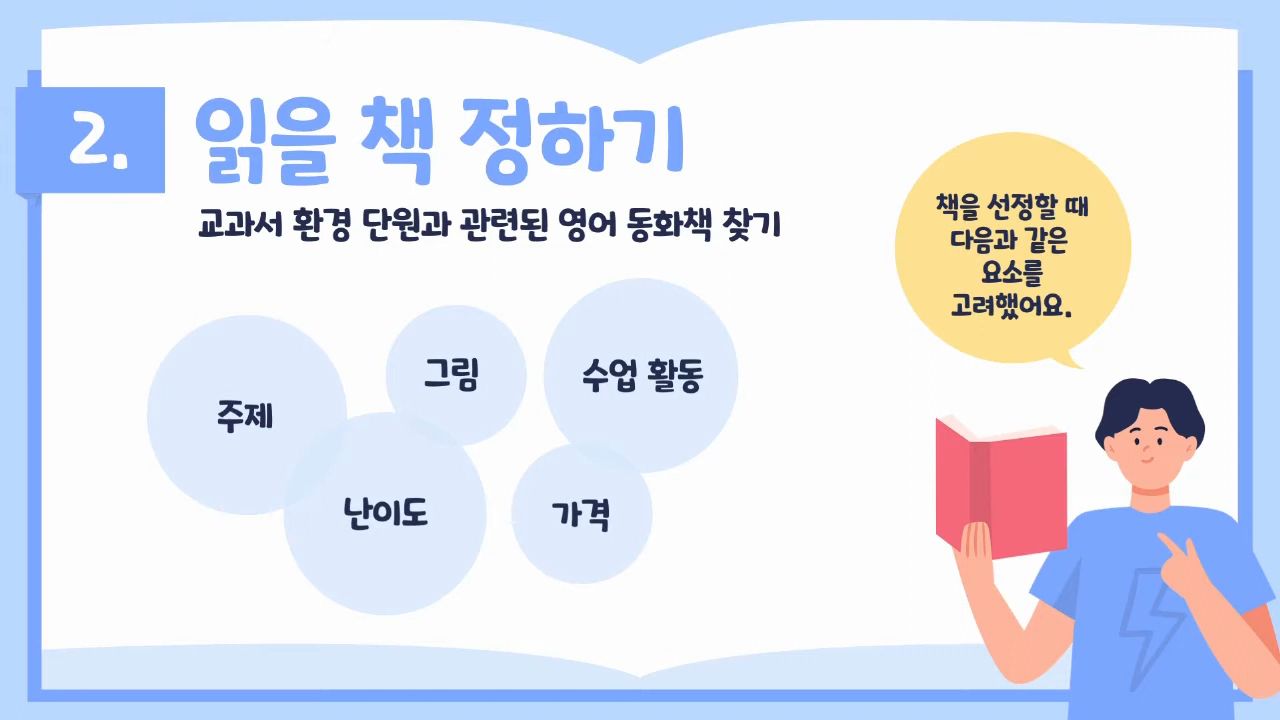 2.
읽을 책 정하기
교과서 환경 단원과 관련된 영어 동화책 찾기
책을 선정할 때
다음과 같은
요소를
고려했어요.
주제
그림
수업 활동
난이도
가격